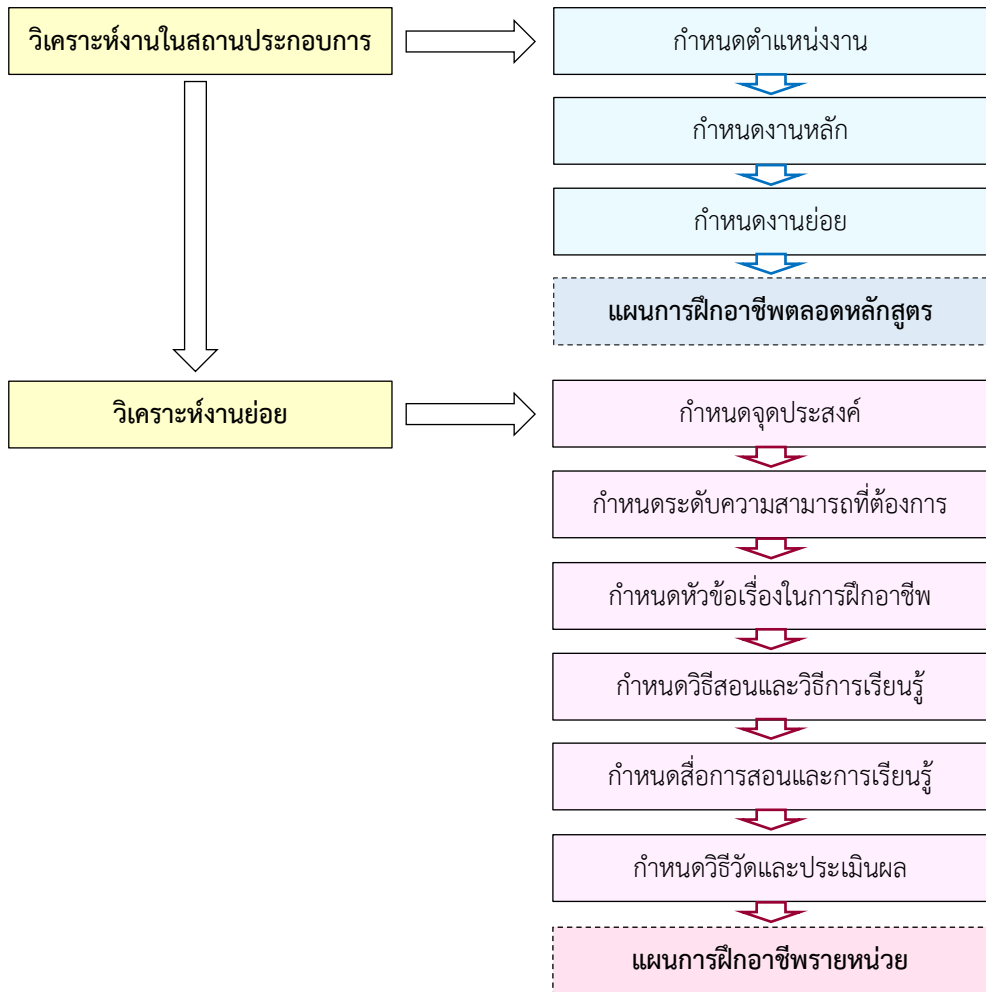 วิเคราะห์งานในสถานประกอบการ
กำหนดตำแหน่งงาน
กำหนดงานหลัก
กำหนดงานย่อย
แผนการฝึกอาชีพตลอดหลักสูตร
วิเคราะห์งานย่อย
กำหนดจุดประสงค์
กำหนดระดับความสามารถที่ต้องการ
กำหนดหัวข้อเรื่องในการฝึกอาชีพ
กำหนดวิธีสอนและวิธีการเรียนรู้
กำหนดสื่อการสอนและการเรียนรู้
กำหนดวิธีวัดและประเมินผล
แผนการฝึกอาชีพรายหน่วย